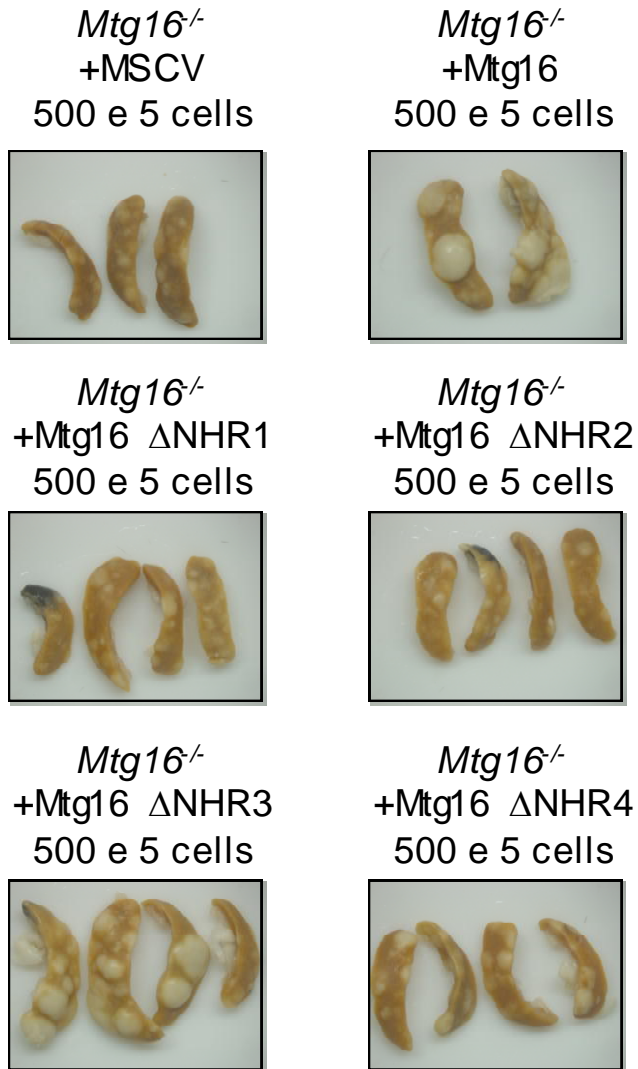 Mtg16-/-
+MSCV
500 e 5 cells
Mtg16-/-
+Mtg16
500 e 5 cells
Mtg16-/-
+Mtg16 ΔNHR1
500 e 5 cells
Mtg16-/-
+Mtg16 ΔNHR2
500 e 5 cells
Mtg16-/-
+Mtg16 ΔNHR3
500 e 5 cells
Mtg16-/-
+Mtg16 ΔNHR4
500 e 5 cells